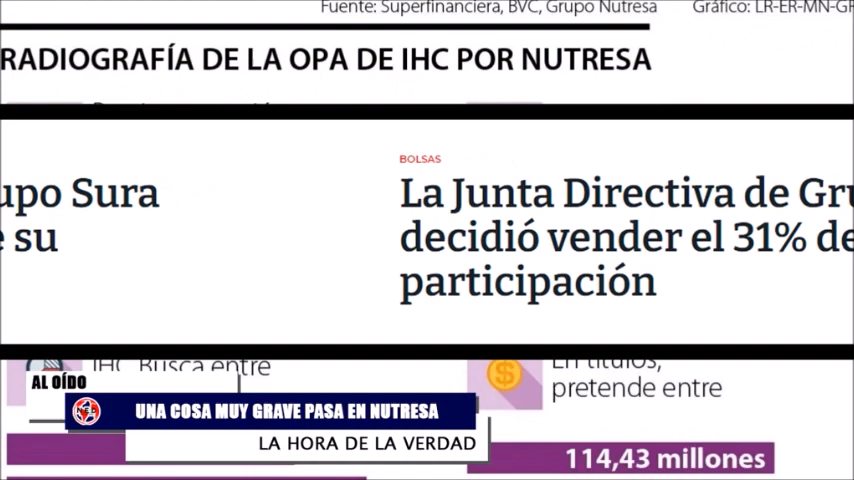 Fuente: Superfinanciera, BVC, Grupo Nutresa Gráfico: LR-ER-MN-GR
RADIOGRAFÍA DE LA OPA DE IHC POR NUTRESA
BOLSAS
upo Sura
e su
La Junta Directiva de Gru
decidió vender el 31% de
participación
IHC Busca entre
En títulos,
pretende entre
AL OÍDO
UNA COSA MUY GRAVE PASA EN NUTRESA
LA HORA DE LA VERDAD
114,43 millones